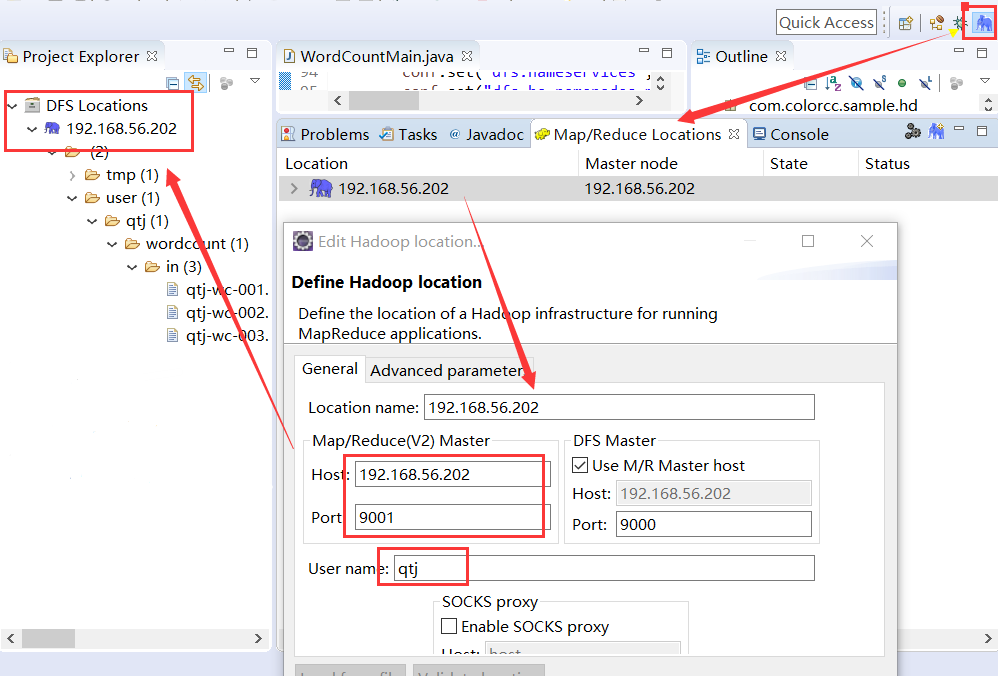 Quick Access
Project Explorer
WordCountMain.java
Outline
94
conf.set("dfs.nameservices"
com.colorcc.sample.hd
DFS Locations
192.168.56.202
(2)
tmp (1)
user (1)
qtj (1)
wordcount (1)
in (3)
qtj-wc-001.
qtj-wc-002.
qtj-wc-003.
Problems Tasks @ Javadoc Map/Reduce Locations Console
Location Master node State Status
192.168.56.202 192.168.56.202
Edit Hadoop location...
Define Hadoop location
Define the location of a Hadoop infrastructure for running
MapReduce applications.
General Advanced parameter
Location name: 192.168.56.202
Map/Reduce(V2) Master
Host: 192.168.56.202
Port: 9001
DFS Master
Use M/R Master host
Host: 192.168.56.202
Port: 9000
User name: qtj
SOCKS proxy
Enable SOCKS proxy
Host: host